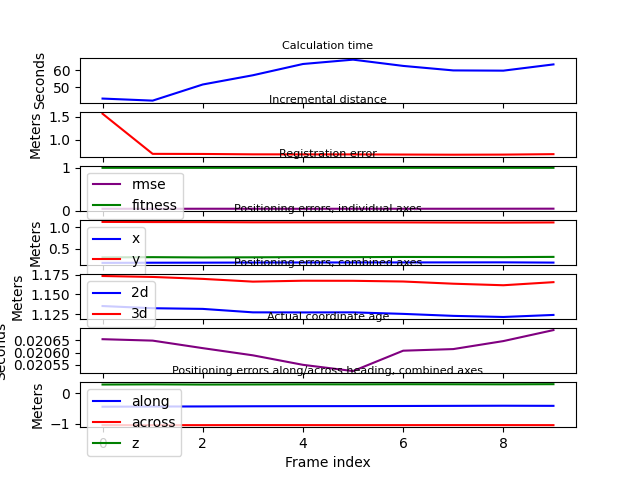 Calculation time
60
50
Seconds
Incremental distance
1.5
1.0
Meters
Registration error
1
0
rmse
fitness
Positioning errors, individual axes
1.0
0.5
Meters
x
y
Positioning errors, combined axes
1.175
1.150
1.125
Meters
2d
3d
Actual coordinate age
0.02065
0.02060
0.02055
Seconds
Positioning errors along/across heading, combined axes
0
−1
Meters
along
across
z
0 2 4 6 8
Frame index